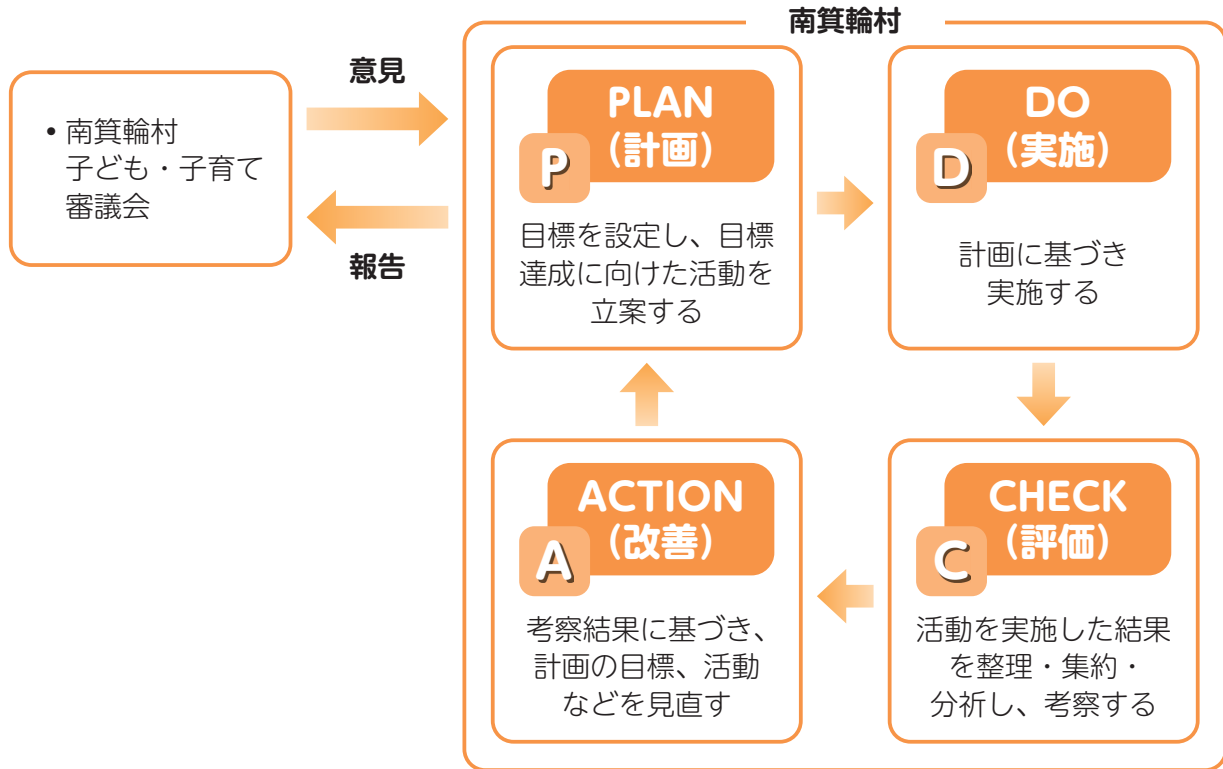 南箕輪村
• 南箕輪村
子ども・子育て
審議会
意見
報告
PLAN
(計画)
P
目標を設定し、目標
達成に向けた活動を
立案する
DO
(実施)
D
計画に基づき
実施する
ACTION
(改善)
A
考察結果に基づき、
計画の目標、活動
などを見直す
CHECK
(評価)
C
活動を実施した結果
を整理・集約・
分祈し、考察する